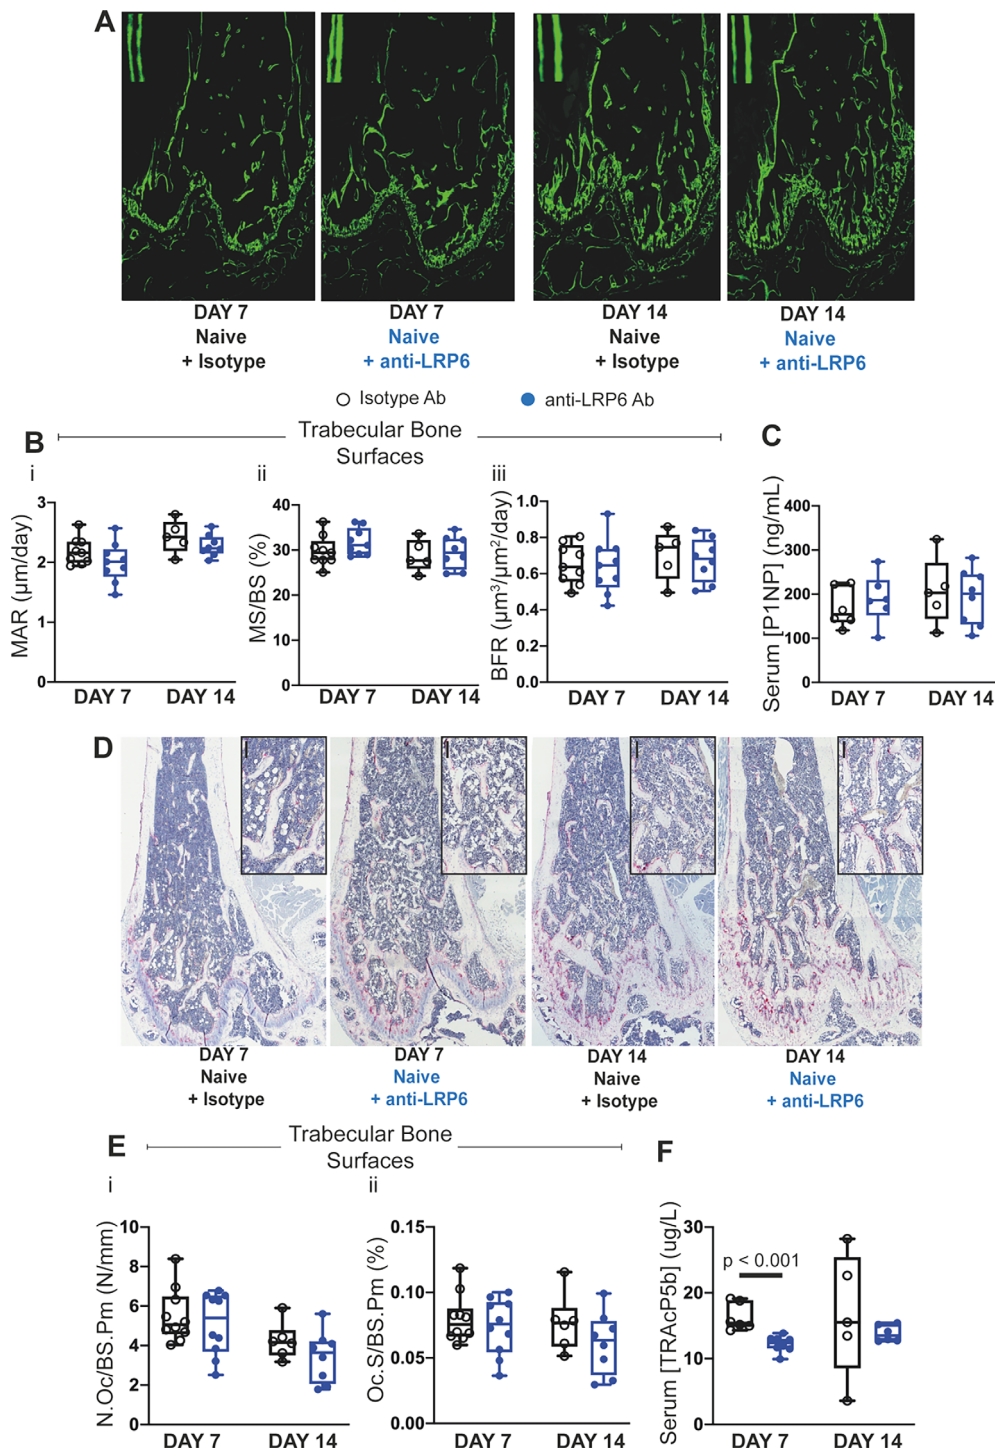 A
DAY 7
Naive
+ Isotype
DAY 7
Naive
+ anti-LRP6
DAY 14
Naive
+ Isotype
DAY 14
Naive
+ anti-LRP6
Isotype Ab
anti-LRP6 Ab
B
Trabecular Bone
Surfaces
C
i
MAR (µm/day)
3
2
1
0
DAY 7
DAY 14
ii
MS/BS (%)
40
30
20
10
0
DAY 7
DAY 14
iii
BFR (µm³/µm²/day)
1.0
0.8
0.6
0.4
0.2
0.0
DAY 7
DAY 14
Serum [P1NP] (ng/mL)
400
300
200
100
0
DAY 7
DAY 14
D
DAY 7
Naive
+ Isotype
DAY 7
Naive
+ anti-LRP6
DAY 14
Naive
+ Isotype
DAY 14
Naive
+ anti-LRP6
E
Trabecular Bone
Surfaces
F
i
N.Oc/BS.Pm (N/mm)
10
8
6
4
2
0
DAY 7
DAY 14
ii
Oc.S/BS.Pm (%)
0.15
0.10
0.05
0.00
DAY 7
DAY 14
Serum [TRAcP5b] (ug/L)
30
20
10
0
p < 0.001
DAY 7
DAY 14